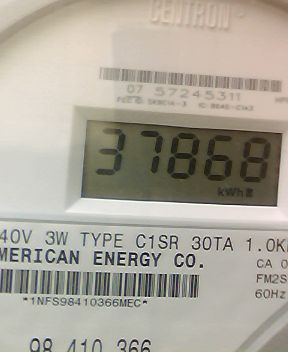 CENTRON
07 57245311
37868
kWh
40V 3W TYPE C1SR 30TA 1.0K
MERICAN ENERGY CO.
CA 0
FM2S
60Hz
*1NFS98410366MEC*
98 410 366